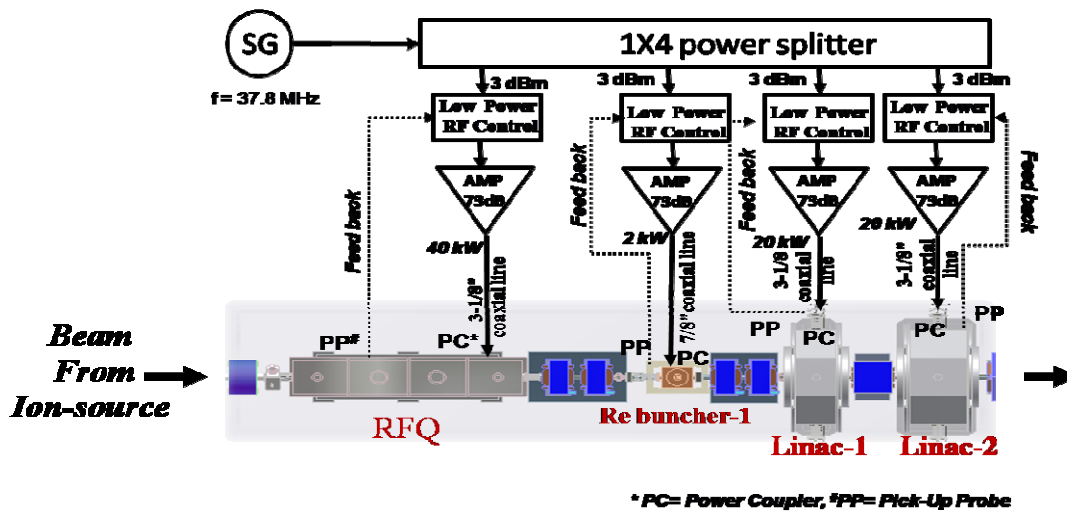 SG
1X4 power splitter
f = 37.8 MHz
3 dBm
3 dBm
3 dBm
3 dBm
Low Power
RF Control
Low Power
RF Control
Low Power
RF Control
Low Power
RF Control
Feed back
Feed back
Feed back
Feed back
AMP
73dB
AMP
73dB
AMP
73dB
AMP
73dB
40 kW
2 kW
20 kW
20 kW
3-1/8"
coaxial line
7/8" coaxial line
3-1/8"
coaxial
line
3-1/8"
coaxial
line
PP#
PC*
PP
PC
PP
PC
PC
PP
Beam
From
Ion-source
RFQ
Re buncher-1
Linac-1
Linac-2
* PC= Power Coupler, #PP= Pick-Up Probe